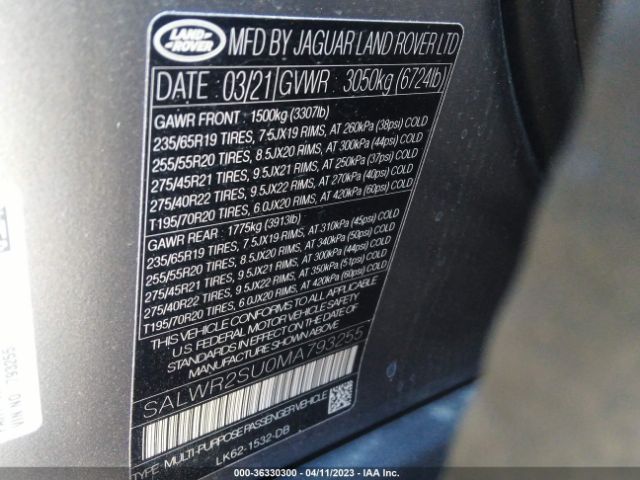 LAND ROVER MFD BY JAGUAR LAND ROVER LTD
DATE 03/21 GVWR 3050kg (6724lb)
GAWR FRONT : 1500kg (3307lb)
235/65R19 TIRES, 7.5JX19 RIMS, AT 260kPa (38psi) COLD
255/55R20 TIRES, 8.5JX20 RIMS, AT 300kPa (44psi) COLD
275/45R21 TIRES, 9.5JX21 RIMS, AT 250kPa (37psi) COLD
275/40R22 TIRES, 9.5JX22 RIMS, AT 270kPa (40psi) COLD
T195/70R20 TIRES, 6.0JX20 RIMS, AT 420kPa (60psi) COLD
GAWR REAR : 1775kg (3913lb)
235/65R19 TIRES, 7.5JX19 RIMS, AT 310kPa (45psi) COLD
255/55R20 TIRES, 8.5JX20 RIMS, AT 340kPa (50psi) COLD
275/45R21 TIRES, 9.5JX21 RIMS, AT 300kPa (44psi) COLD
275/40R22 TIRES, 9.5JX22 RIMS, AT 350kPa (51psi) COLD
T195/70R20 TIRES, 6.0JX20 RIMS, AT 420kPa (60psi) COLD
THIS VEHICLE CONFORMS TO ALL APPLICABLE
U.S. FEDERAL MOTOR VEHICLE SAFETY
STANDARDS IN EFFECT ON THE DATE OF
MANUFACTURE SHOWN ABOVE.
SALWR2SU0MA793255
TYPE: MULTI-PURPOSE PASSENGER VEHICLE
LK62-1532-DB
VIN NO 793255
000-36330300 - 04/11/2023 - IAA Inc.